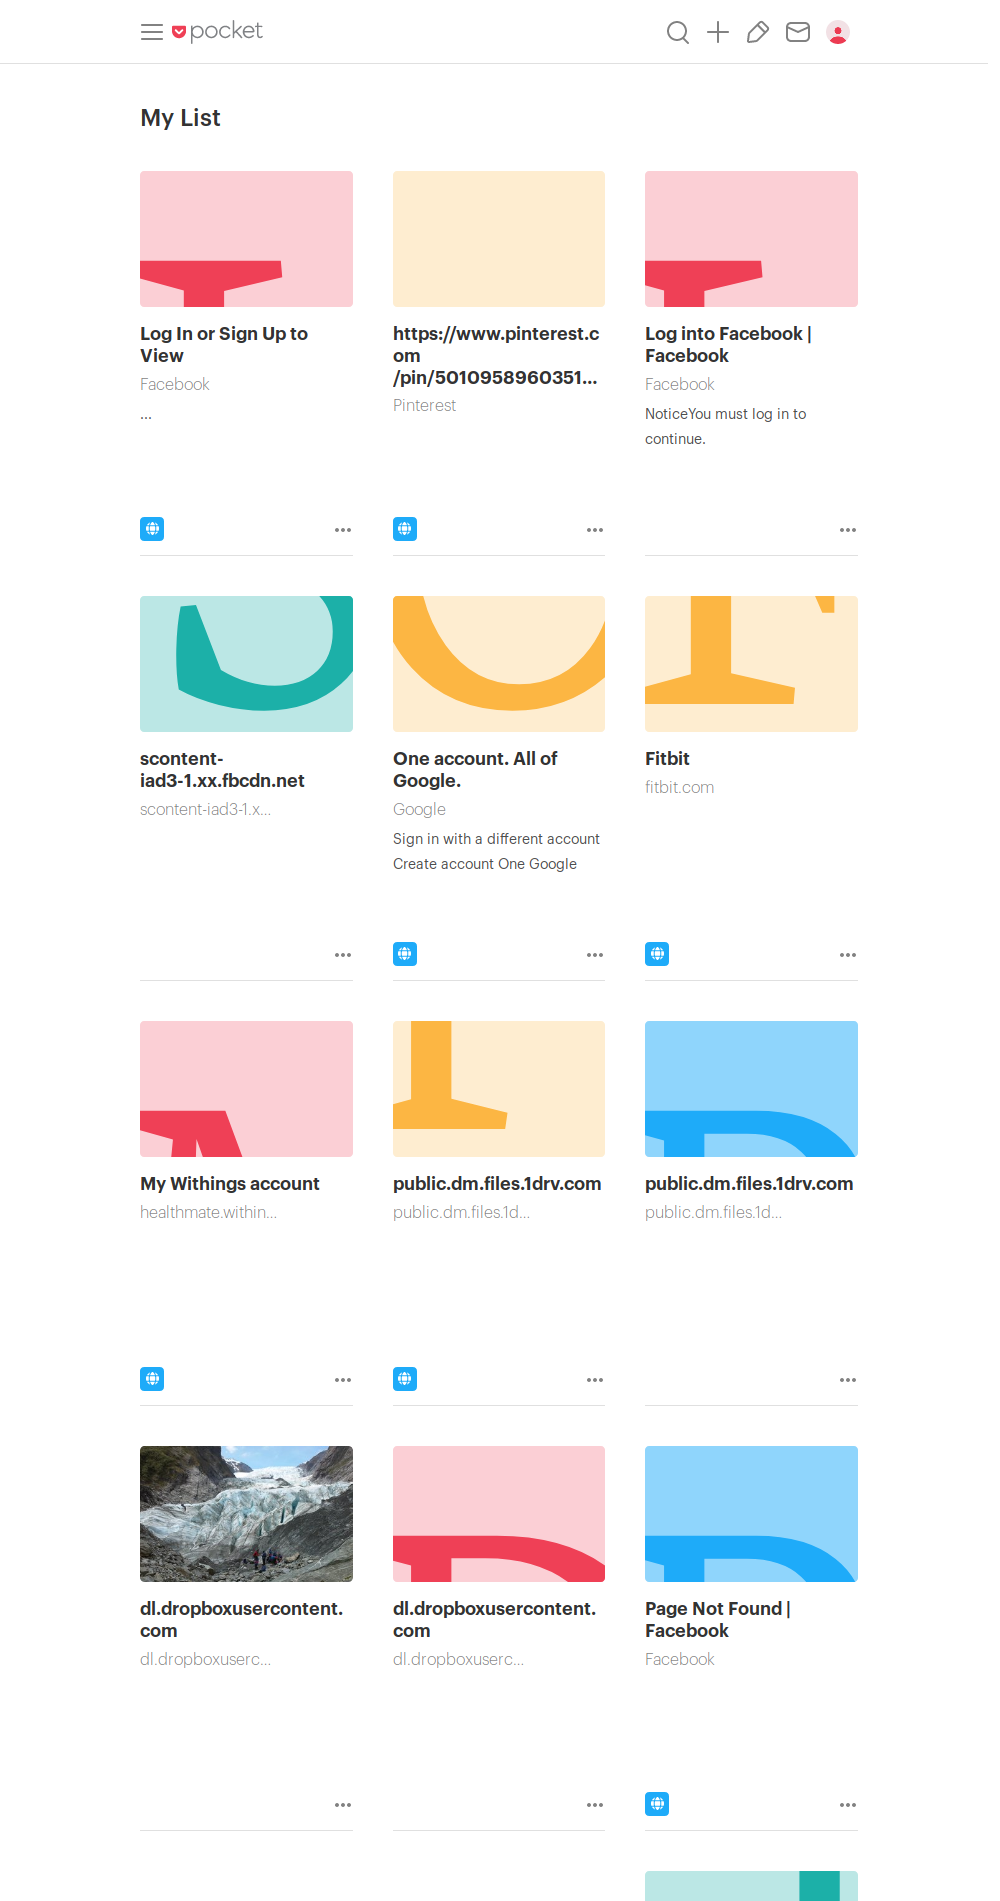 pocket
My List
Log In or Sign Up to
View
Facebook
...
https://www.pinterest.c
om
/pin/5010958960351...
Pinterest
Log into Facebook |
Facebook
Facebook
NoticeYou must log in to
continue.
scontent-
iad3-1.xx.fbcdn.net
scontent-iad3-1.x...
One account. All of
Google.
Google
Sign in with a different account
Create account One Google
Fitbit
fitbit.com
My Withings account
healthmate.within...
public.dm.files.1drv.com
public.dm.files.1d...
public.dm.files.1drv.com
public.dm.files.1d...
dl.dropboxusercontent.
com
dl.dropboxuserc...
dl.dropboxusercontent.
com
dl.dropboxuserc...
Page Not Found |
Facebook
Facebook